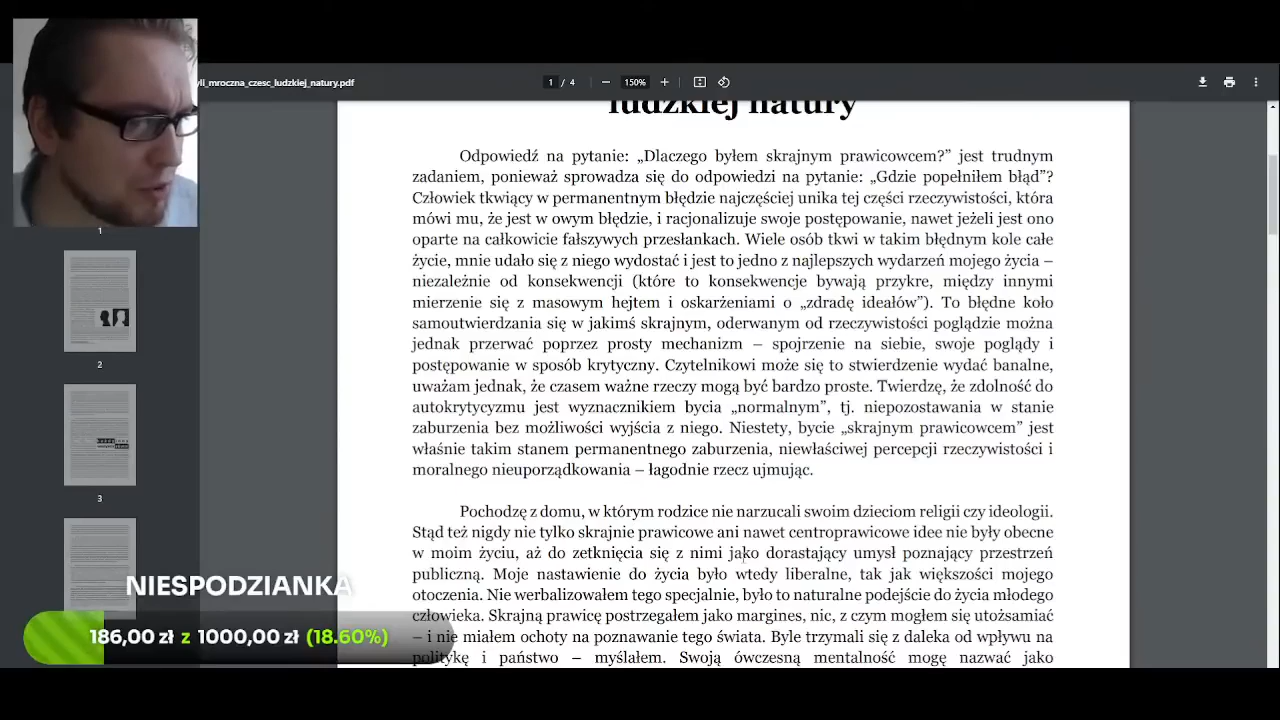 yli_mroczna_czesc_ludzkiej_natury.pdf
1 / 4
150%
ludzkiej natury
Odpowiedź na pytanie: „Dlaczego byłem skrajnym prawicowcem?” jest trudnym
zadaniem, ponieważ sprowadza się do odpowiedzi na pytanie: „Gdzie popełniłem błąd”?
Człowiek tkwiący w permanentnym błędzie najczęściej unika tej części rzeczywistości, która
mówi mu, że jest w owym błędzie, i racjonalizuje swoje postępowanie, nawet jeżeli jest ono
oparte na całkowicie fałszywych przesłankach. Wiele osób tkwi w takim błędnym kole całe
życie, mnie udało się z niego wydostać i jest to jedno z najlepszych wydarzeń mojego życia –
niezależnie od konsekwencji (które to konsekwencje bywają przykre, między innymi
mierzenie się z masowym hejtem i oskarżeniami o „zdradę ideałów”). To błędne koło
samoutwierdzania się w jakimś skrajnym, oderwanym od rzeczywistości poglądzie można
jednak przerwać poprzez prosty mechanizm – spojrzenie na siebie, swoje poglądy i
postępowanie w sposób krytyczny. Czytelnikowi może się to stwierdzenie wydać banalne,
uważam jednak, że czasem ważne rzeczy mogą być bardzo proste. Twierdzę, że zdolność do
autokrytycyzmu jest wyznacznikiem bycia „normalnym”, tj. niepozostawania w stanie
zaburzenia bez możliwości wyjścia z niego. Niestety, bycie „skrajnym prawicowcem” jest
właśnie takim stanem permanentnego zaburzenia, niewłaściwej percepcji rzeczywistości i
moralnego nieuporządkowania – łagodnie rzecz ujmując.
Pochodzę z domu, w którym rodzice nie narzucali swoim dzieciom religii czy ideologii.
Stąd też nigdy nie tylko skrajnie prawicowe ani nawet centroprawicowe idee nie były obecne
w moim życiu, aż do zetknięcia się z nimi jako dorastający umysł poznający przestrzeń
publiczną. Moje nastawienie do życia było wtedy liberalne, tak jak większości mojego
otoczenia. Nie werbalizowałem tego specjalnie, było to naturalne podejście do życia młodego
człowieka. Skrajną prawicę postrzegałem jako margines, nic, z czym mogłem się utożsamiać
– i nie miałem ochoty na poznawanie tego świata. Byle trzymali się z daleka od wpływu na
politykę i państwo – myślałem. Swoją ówczesną mentalność mogę nazwać jako
1
2
3
NIESPODZIANKA
186,00 zł z 1000,00 zł (18.60%)